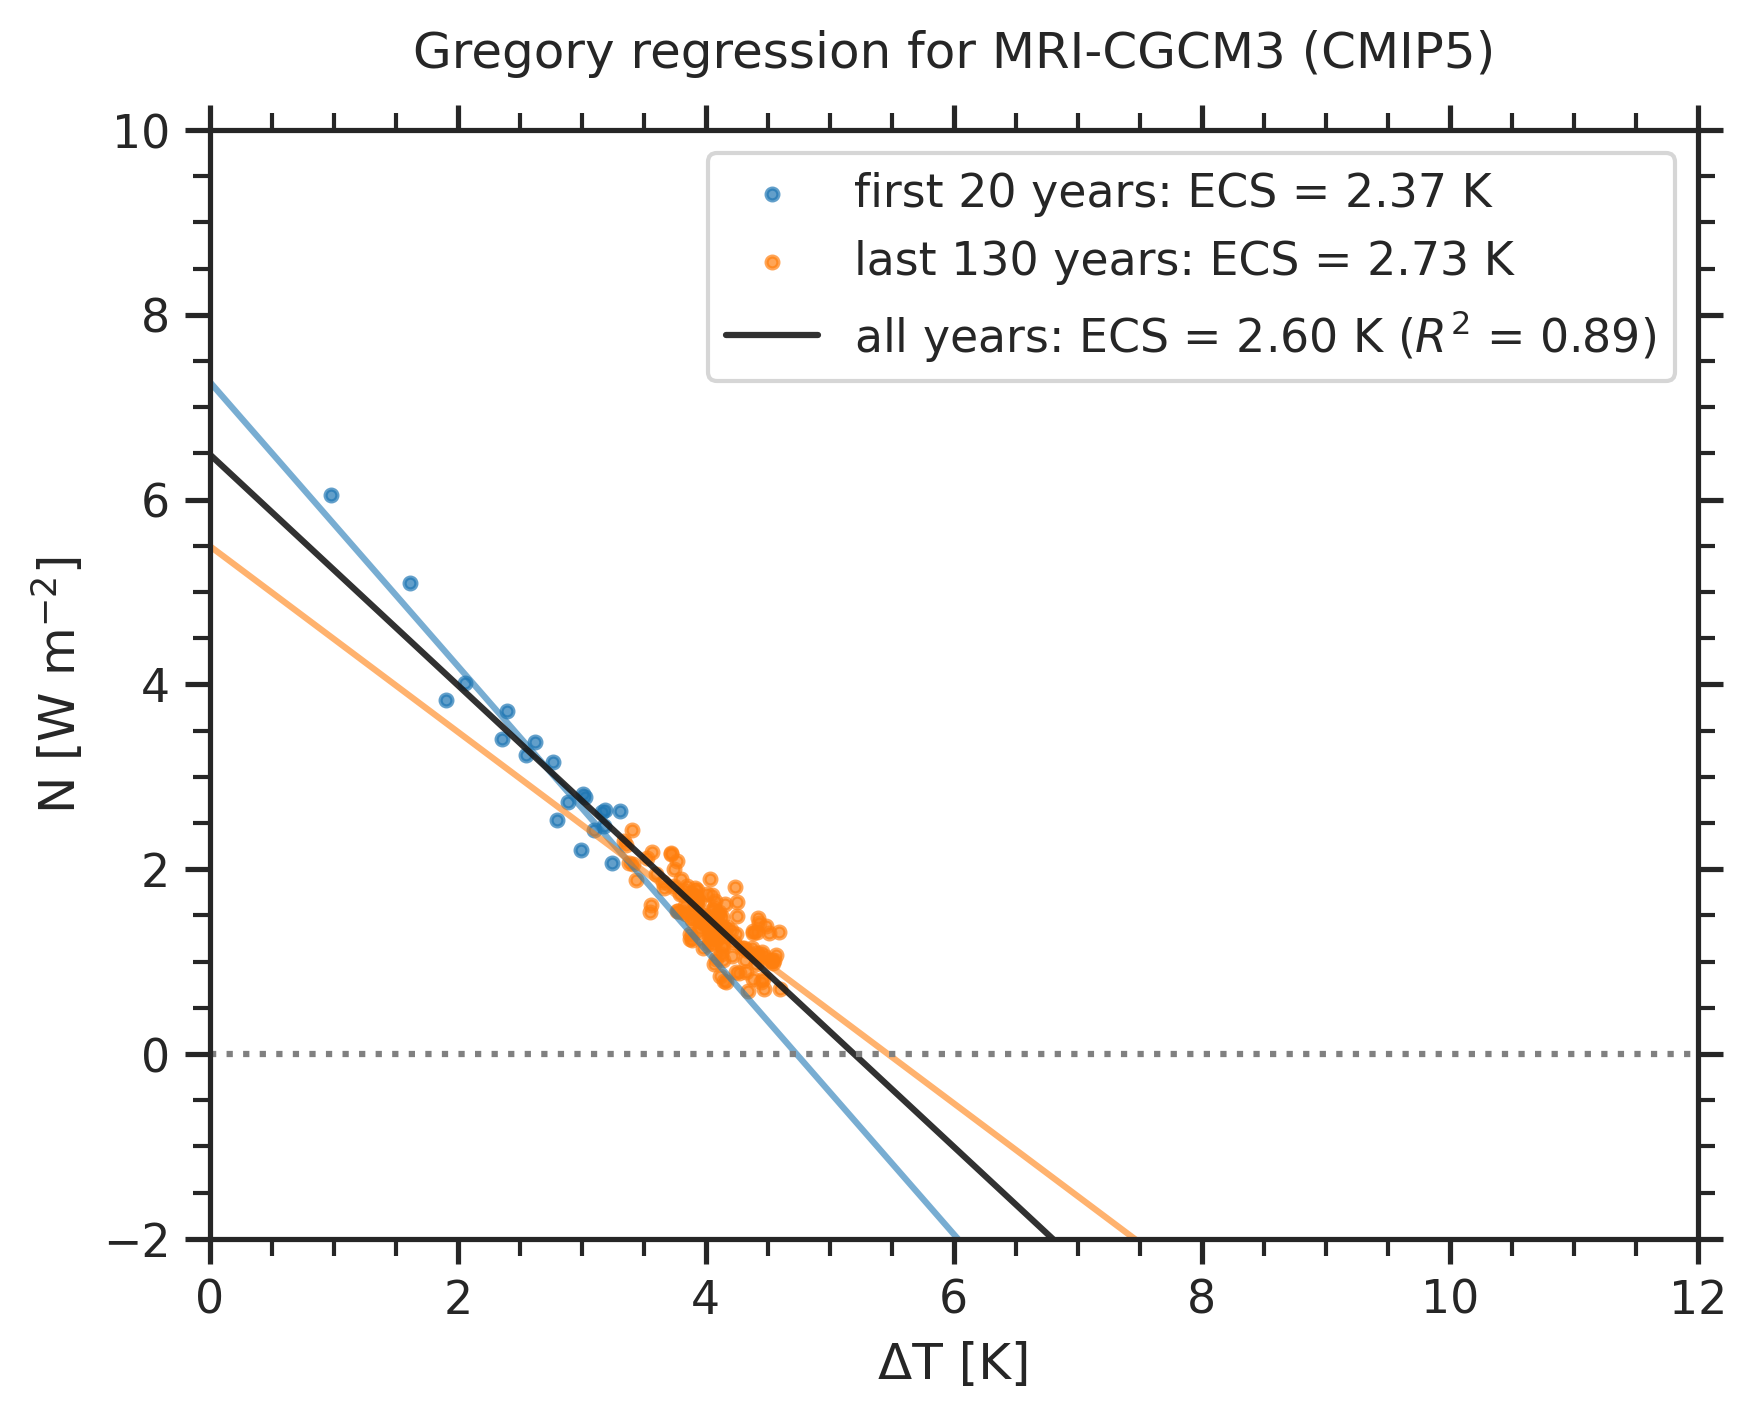 Gregory regression for MRI-CGCM3 (CMIP5)
first 20 years: ECS = 2.37 K
last 130 years: ECS = 2.73 K
all years: ECS = 2.60 K (R² = 0.89)
N [W m⁻²]
10
8
6
4
2
0
−2
0 2 4 6 8 10 12
ΔT [K]